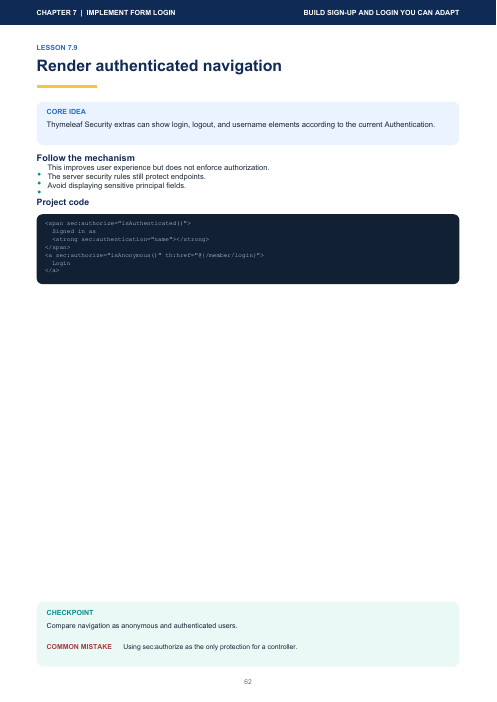 CHAPTER 7 | IMPLEMENT FORM LOGIN
BUILD SIGN-UP AND LOGIN YOU CAN ADAPT
LESSON 7.9
Render authenticated navigation
CORE IDEA
Thymeleaf Security extras can show login, logout, and username elements according to the current Authentication.
Follow the mechanism
This improves user experience but does not enforce authorization.
The server security rules still protect endpoints.
Avoid displaying sensitive principal fields.
Project code
<span sec:authorize="isAuthenticated()">
  Signed in as
  <strong sec:authentication="name"></strong>
</span>
<a sec:authorize="isAnonymous()" th:href="@{/member/login}">
  Login
</a>
CHECKPOINT
Compare navigation as anonymous and authenticated users.
COMMON MISTAKE Using sec:authorize as the only protection for a controller.
62